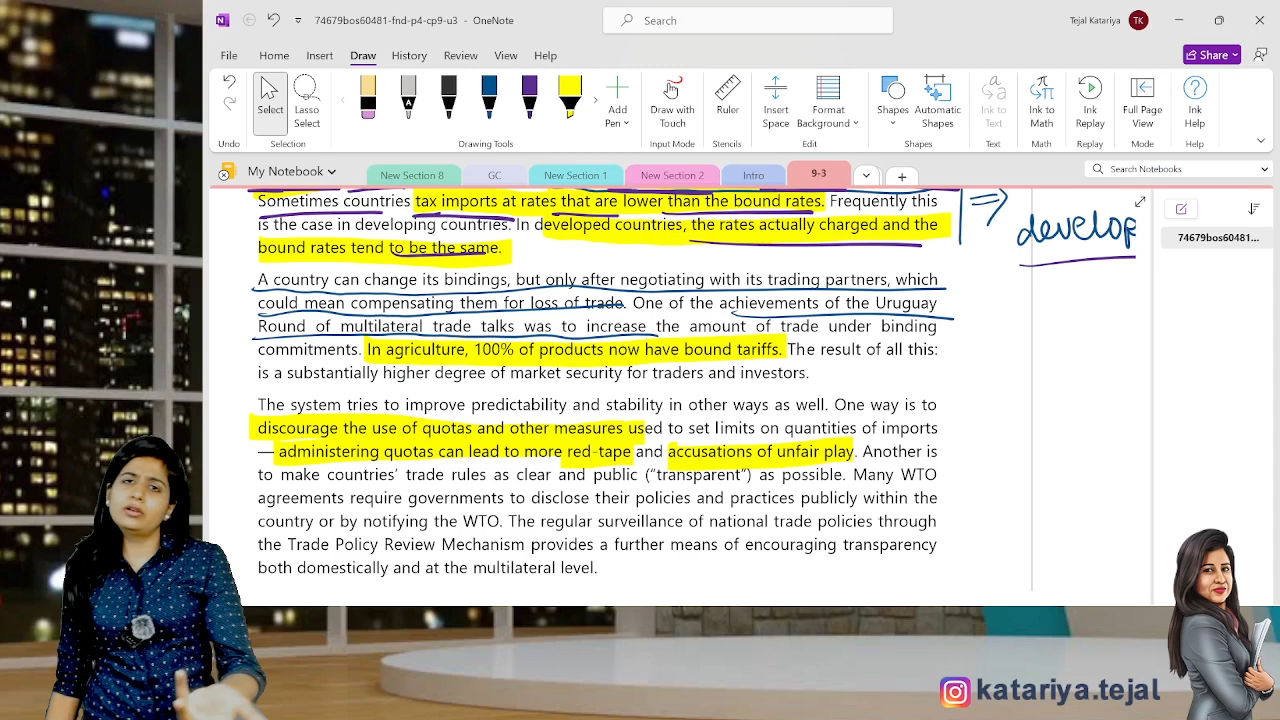 74679bos60481-fnd-p4-cp9-u3 - OneNote
Search
Tejal Katariya
TK
File Home Insert Draw History Review View Help
Share
Undo
Select
Lasso Select
Selection
Drawing Tools
Add Pen
Draw with Touch
Input Mode
Ruler
Stencils
Insert Space
Format Background
Edit
Shapes
Automatic Shapes
Shapes
Ink to Text
Text
Ink to Math
Math
Ink Replay
Replay
Full Page View
Mode
Ink Help
Help
My Notebook
New Section 8
GC
New Section 1
New Section 2
Intro
9-3
Search Notebooks
74679bos60481...
Sometimes countries tax imports at rates that are lower than the bound rates. Frequently this
is the case in developing countries. In developed countries, the rates actually charged and the
bound rates tend to be the same.
develop
A country can change its bindings, but only after negotiating with its trading partners, which
could mean compensating them for loss of trade. One of the achievements of the Uruguay
Round of multilateral trade talks was to increase the amount of trade under binding
commitments. In agriculture, 100% of products now have bound tariffs. The result of all this:
is a substantially higher degree of market security for traders and investors.
The system tries to improve predictability and stability in other ways as well. One way is to
discourage the use of quotas and other measures used to set limits on quantities of imports
— administering quotas can lead to more red-tape and accusations of unfair play. Another is
to make countries’ trade rules as clear and public (“transparent”) as possible. Many WTO
agreements require governments to disclose their policies and practices publicly within the
country or by notifying the WTO. The regular surveillance of national trade policies through
the Trade Policy Review Mechanism provides a further means of encouraging transparency
both domestically and at the multilateral level.
katariya.tejal